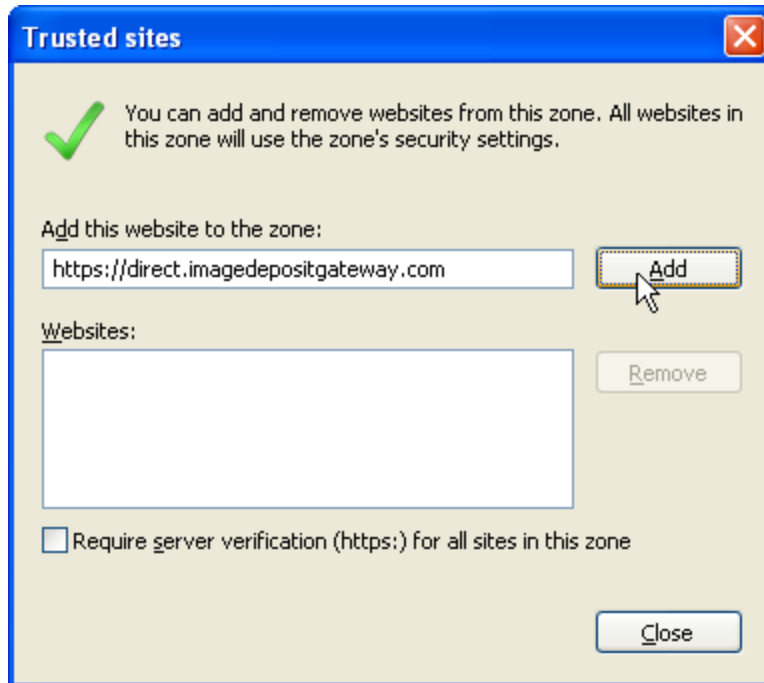 Trusted sites
You can add and remove websites from this zone. All websites in
this zone will use the zone's security settings.
Add this website to the zone:
https://direct.imagedepositgateway.com
Add
Websites:
Remove
Require server verification (https:) for all sites in this zone
Close